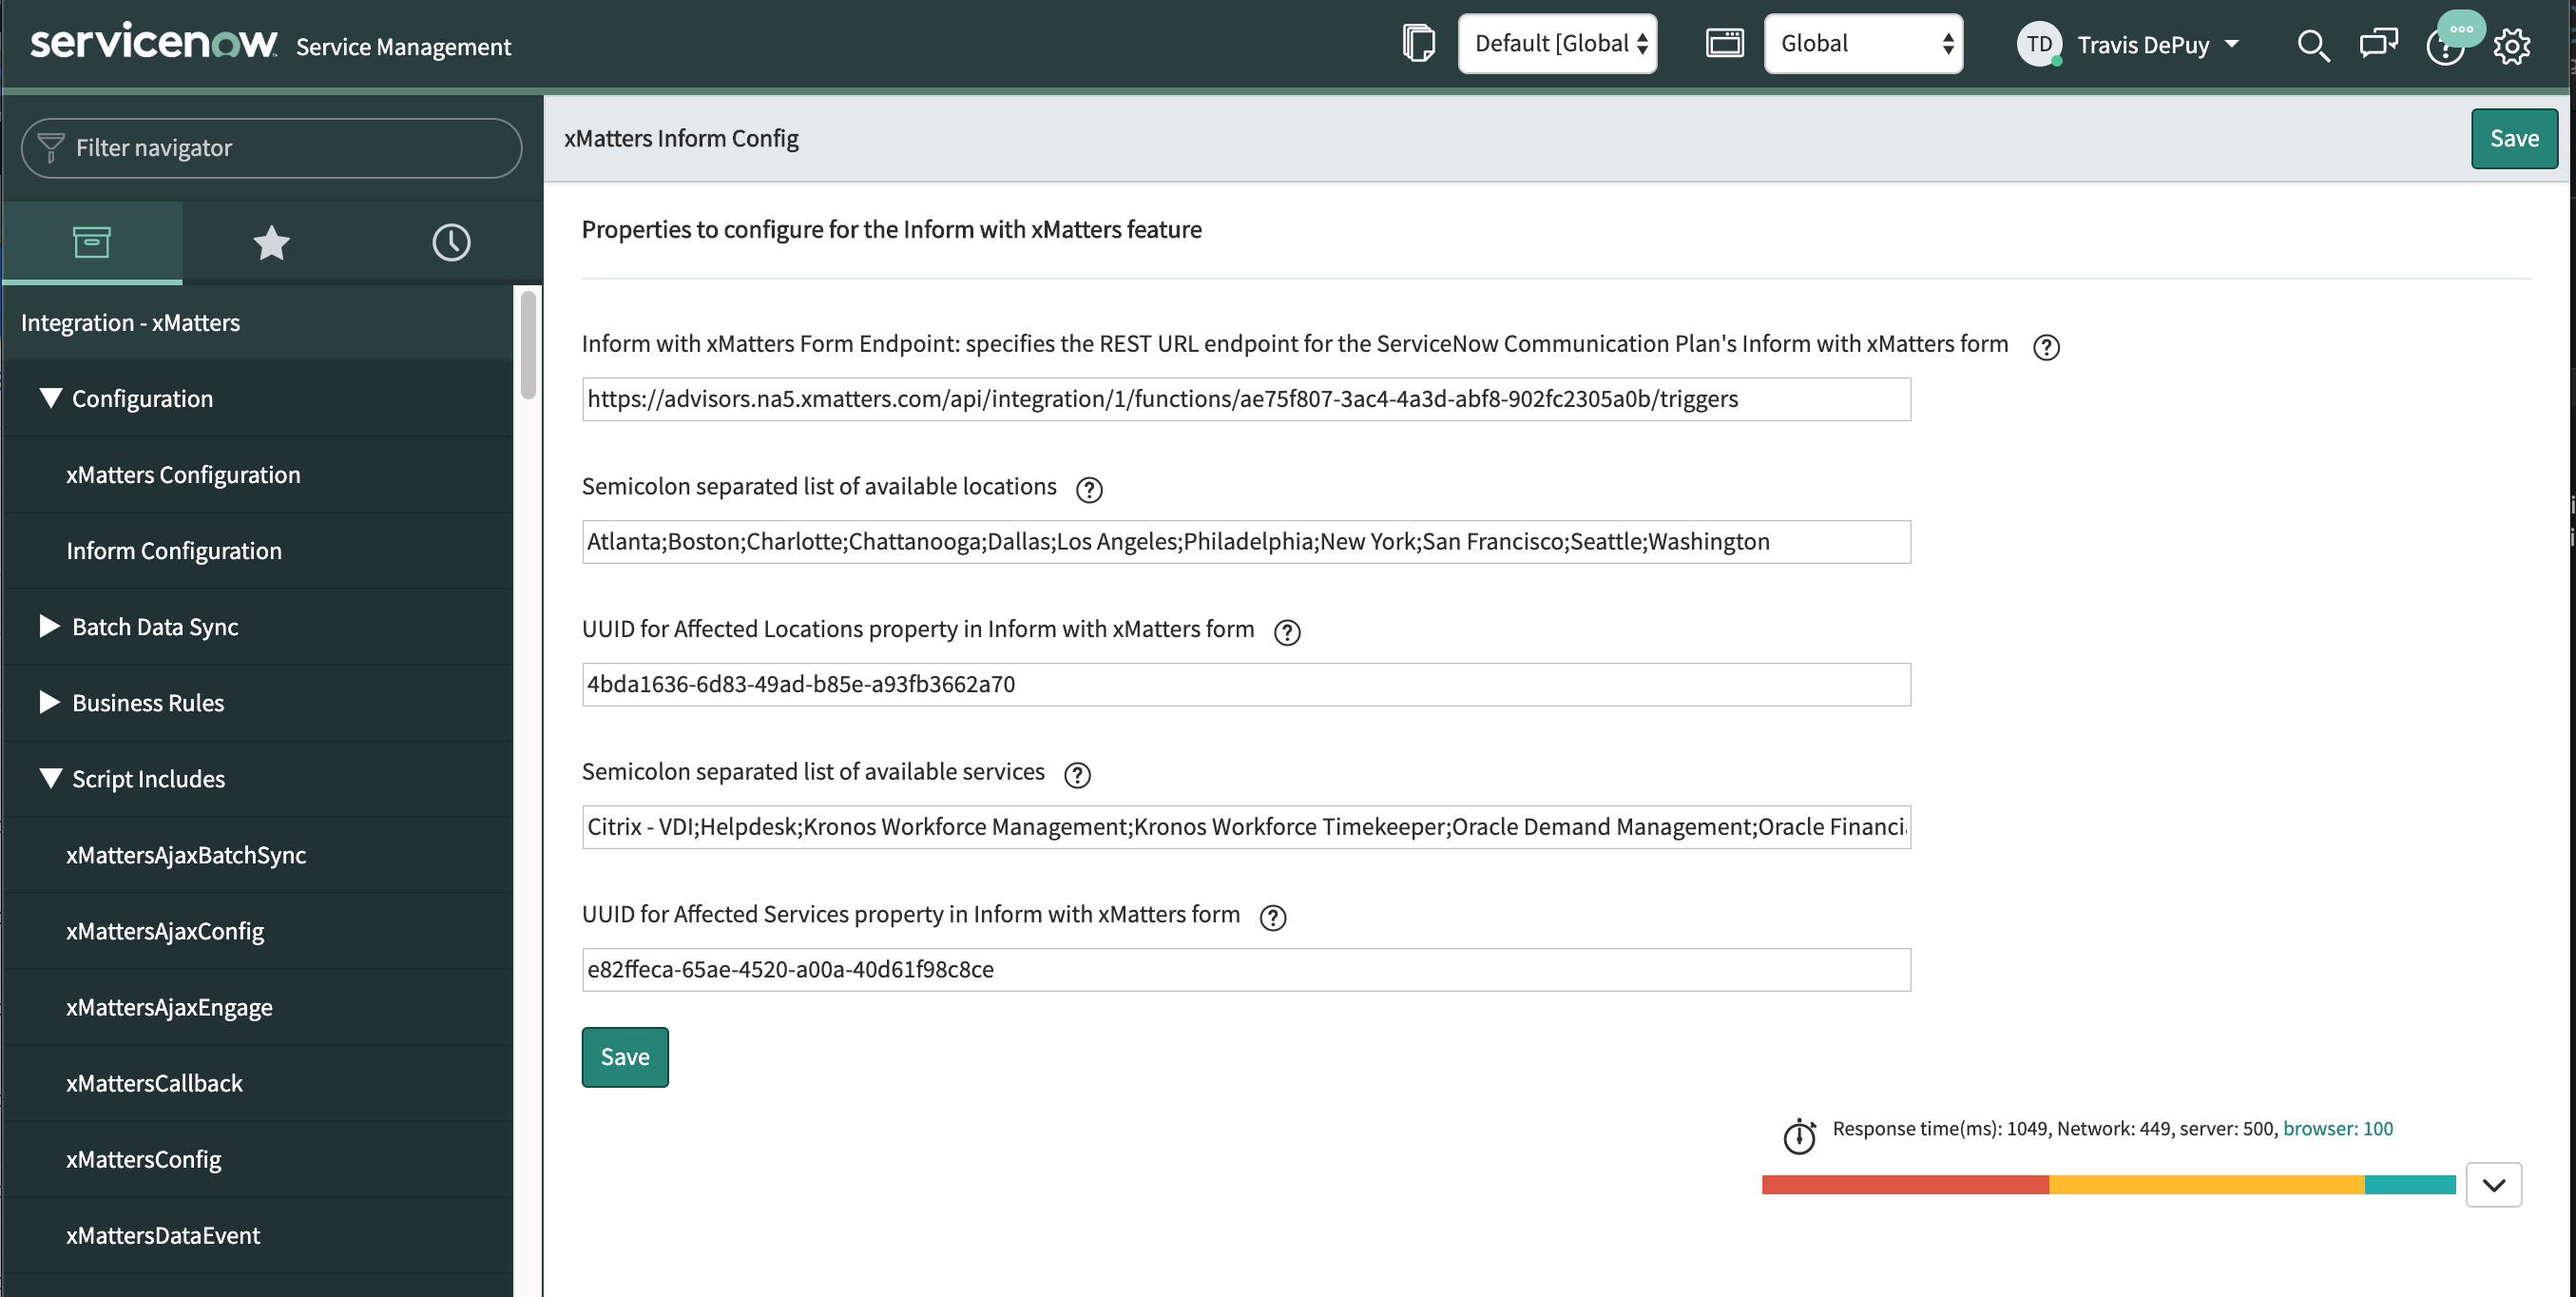 servicenow Service Management
Default [Global
Global
TD Travis DePuy
Filter navigator
Integration - xMatters
Configuration
xMatters Configuration
Inform Configuration
Batch Data Sync
Business Rules
Script Includes
xMattersAjaxBatchSync
xMattersAjaxConfig
xMattersAjaxEngage
xMattersCallback
xMattersConfig
xMattersDataEvent
xMatters Inform Config
Save
Properties to configure for the Inform with xMatters feature
Inform with xMatters Form Endpoint: specifies the REST URL endpoint for the ServiceNow Communication Plan's Inform with xMatters form
https://advisors.na5.xmatters.com/api/integration/1/functions/ae75f807-3ac4-4a3d-abf8-902fc2305a0b/triggers
Semicolon separated list of available locations
Atlanta;Boston;Charlotte;Chattanooga;Dallas;Los Angeles;Philadelphia;New York;San Francisco;Seattle;Washington
UUID for Affected Locations property in Inform with xMatters form
4bda1636-6d83-49ad-b85e-a93fb3662a70
Semicolon separated list of available services
Citrix - VDI;Helpdesk;Kronos Workforce Management;Kronos Workforce Timekeeper;Oracle Demand Management;Oracle Financi
UUID for Affected Services property in Inform with xMatters form
e82ffeca-65ae-4520-a00a-40d61f98c8ce
Save
Response time(ms): 1049, Network: 449, server: 500, browser: 100